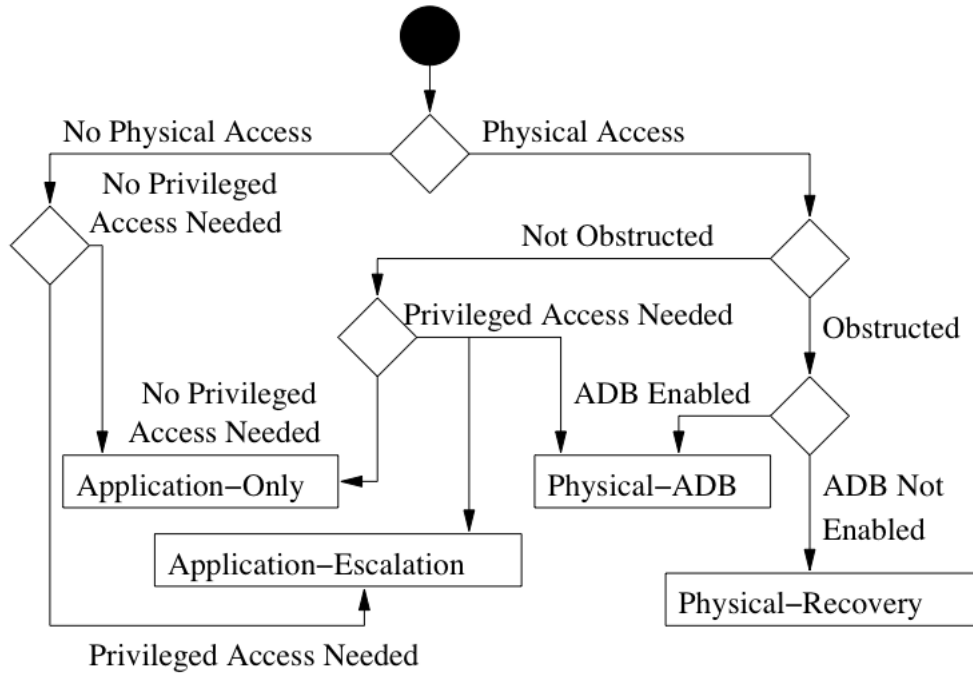 No Physical Access
Physical Access
No Privileged
Access Needed
Not Obstructed
Privileged Access Needed
Obstructed
No Privileged
Access Needed
ADB Enabled
Application−Only
Physical−ADB
ADB Not
Enabled
Application−Escalation
Physical−Recovery
Privileged Access Needed